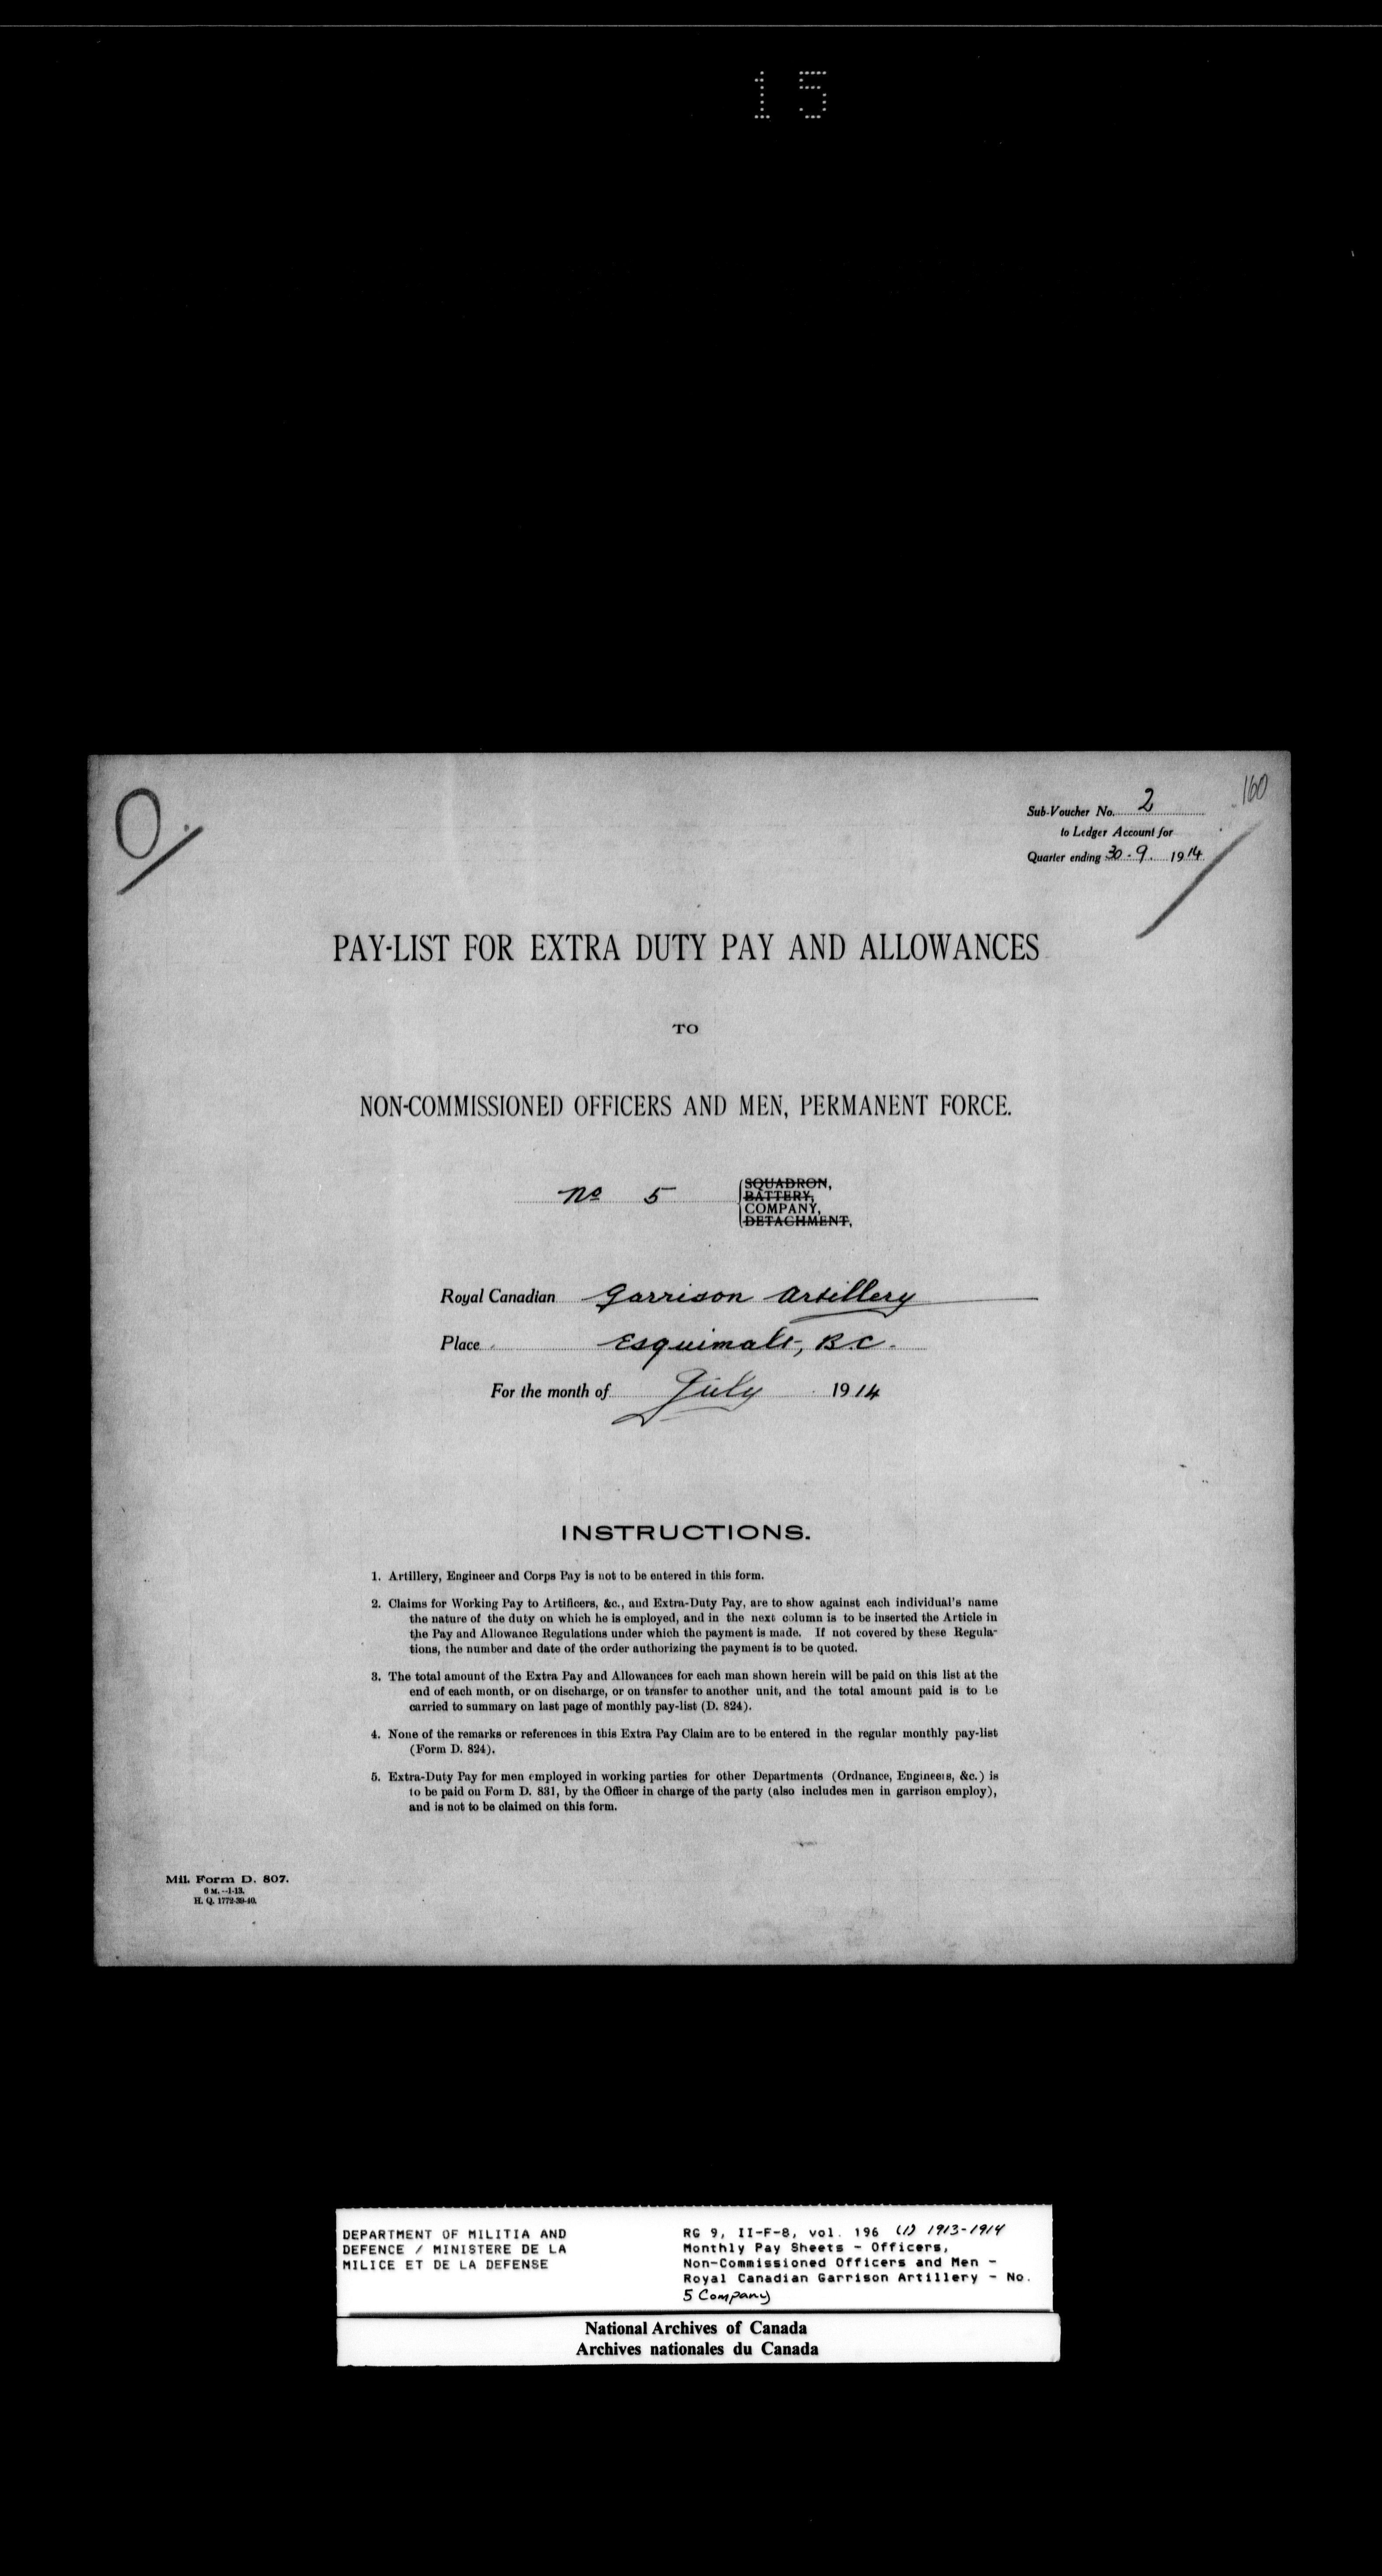 15
160
0
Sub-Voucher No. 2
to Ledger Account for
Quarter ending 30.9. 1914
PAY-LIST FOR EXTRA DUTY PAY AND ALLOWANCES
TO
NON-COMMISSIONED OFFICERS AND MEN, PERMANENT FORCE.
No 5
SQUADRON,
BATTERY,
COMPANY,
DETACHMENT,
Royal Canadian Garrison Artillery
Place Esquimalt, B.C.
For the month of July 1914
INSTRUCTIONS.
1. Artillery, Engineer and Corps Pay is not to be entered in this form.
2. Claims for Working Pay to Artificers, &c., and Extra-Duty Pay, are to show against each individual's name
the nature of the duty on which he is employed, and in the next column is to be inserted the Article in
the Pay and Allowance Regulations under which the payment is made. If not covered by these Regula-
tions, the number and date of the order authorizing the payment is to be quoted.
3. The total amount of the Extra Pay and Allowances for each man shown herein will be paid on this list at the
end of each month, or on discharge, or on transfer to another unit, and the total amount paid is to be
carried to summary on last page of monthly pay-list (D. 824).
4. None of the remarks or references in this Extra Pay Claim are to be entered in the regular monthly pay-list
(Form D. 824).
5. Extra-Duty Pay for men employed in working parties for other Departments (Ordnance, Engineers, &c.) is
to be paid on Form D. 831, by the Officer in charge of the party (also includes men in garrison employ),
and is not to be claimed on this form.
Mil. Form D. 807.
6 M.--1-13.
H. Q. 1772-39-40.
DEPARTMENT OF MILITIA AND
DEFENCE / MINISTERE DE LA
MILICE ET DE LA DEFENSE
RG 9, II-F-8, vol. 196 (1) 1913-1914
Monthly Pay Sheets - Officers,
Non-Commissioned Officers and Men -
Royal Canadian Garrison Artillery - No.
5 Company
National Archives of Canada
Archives nationales du Canada